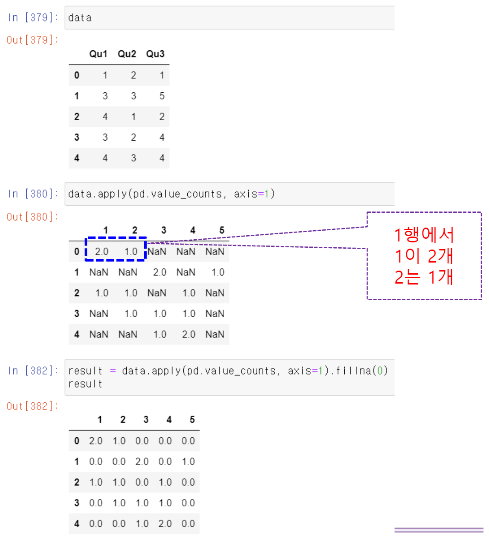 In [379]: data
Out[379]:
Qu1 Qu2 Qu3
0 1 2 1
1 3 3 5
2 4 1 2
3 3 2 4
4 4 3 4
In [380]: data.apply(pd.value_counts, axis=1)
Out[380]:
1 2 3 4 5
0 2.0 1.0 NaN NaN NaN
1 NaN NaN 2.0 NaN 1.0
2 1.0 1.0 NaN 1.0 NaN
3 NaN 1.0 1.0 1.0 NaN
4 NaN NaN 1.0 2.0 NaN
1행에서
1이 2개
2는 1개
In [382]: result = data.apply(pd.value_counts, axis=1).fillna(0)
result
Out[382]:
1 2 3 4 5
0 2.0 1.0 0.0 0.0 0.0
1 0.0 0.0 2.0 0.0 1.0
2 1.0 1.0 0.0 1.0 0.0
3 0.0 1.0 1.0 1.0 0.0
4 0.0 0.0 1.0 2.0 0.0